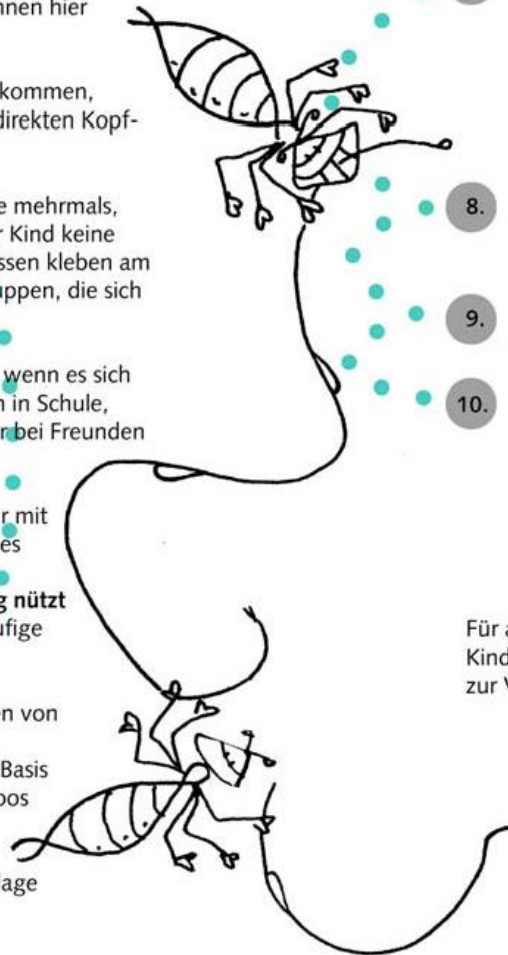 nnen hier
kommen,
direkten Kopf-
e mehrmals,
r Kind keine
ssen kleben am
uppen, die sich
wenn es sich
n in Schule,
r bei Freunden
r mit
es
g nützt
ufige
en von
Basis
oos
lage
8.
9.
10.
Für a
Kind
zur V